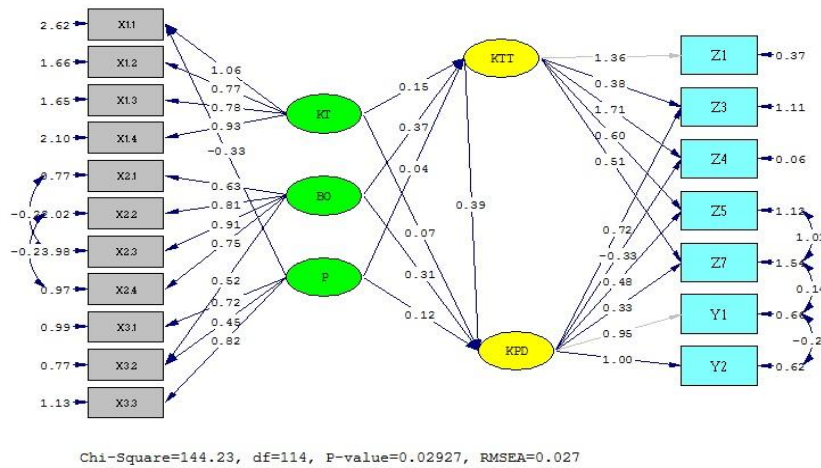 2.62 X1.1
1.66 X1.2
1.65 X1.3
2.10 X1.4
0.77 X2.1
X2.2
X2.3
0.97 X2.4
0.99 X3.1
0.77 X3.2
1.13 X3.3
1.06
0.77
0.78
0.93
-0.33
0.63
0.81
0.91
0.75
0.52
0.72
0.45
0.82
KT
BO
P
0.15
0.37
0.04
0.07
0.31
0.12
KTT
0.39
KPD
1.36
0.38
1.71
0.60
0.51
0.72
-0.33
0.48
0.33
0.95
1.00
Z1 0.37
Z3 1.11
Z4 0.06
Z5 1.12
Z7
Y1
Y2 0.62
Chi-Square=144.23, df=114, P-value=0.02927, RMSEA=0.027